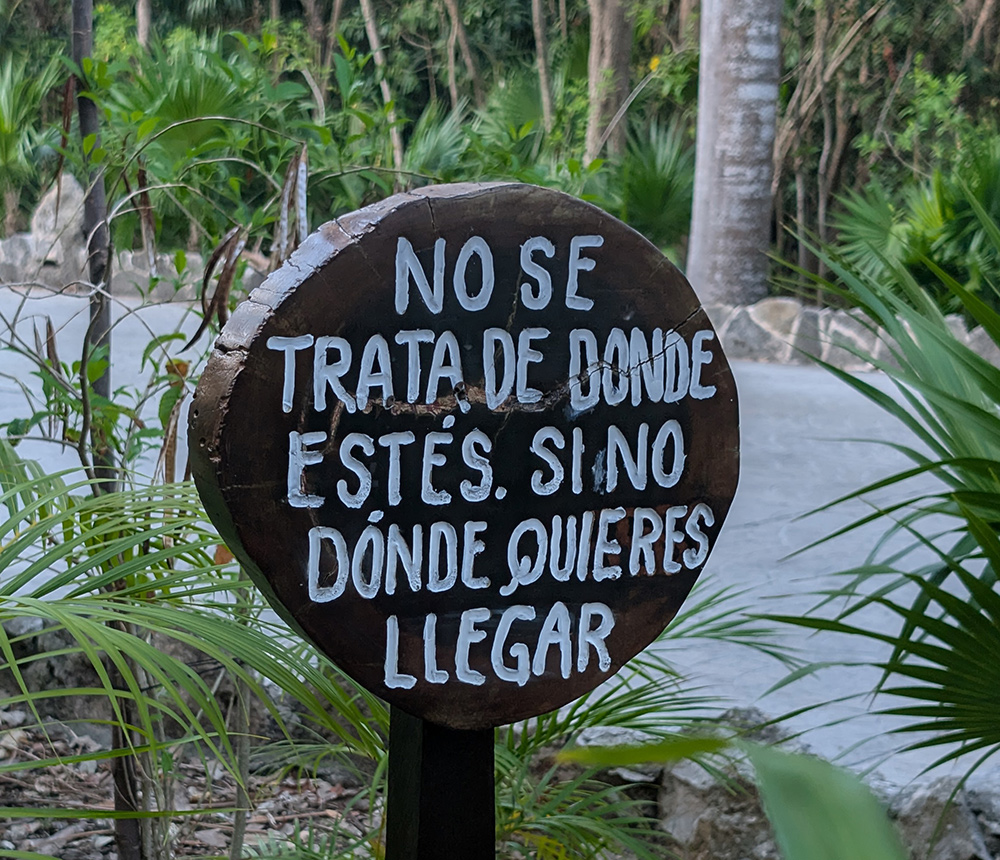 NO SE
TRATA DE DONDE
ESTÉS. SI NO
DÓNDE QUIERES
LLEGAR